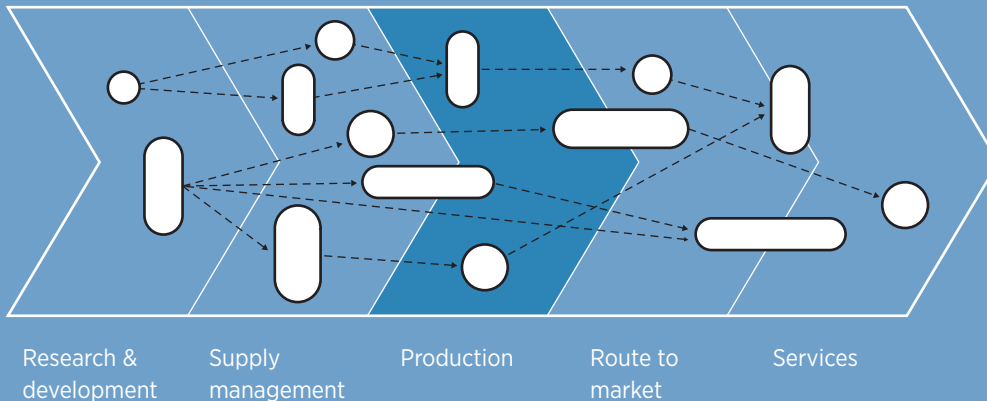 Research &
development
Supply
management
Production
Route to
market
Services